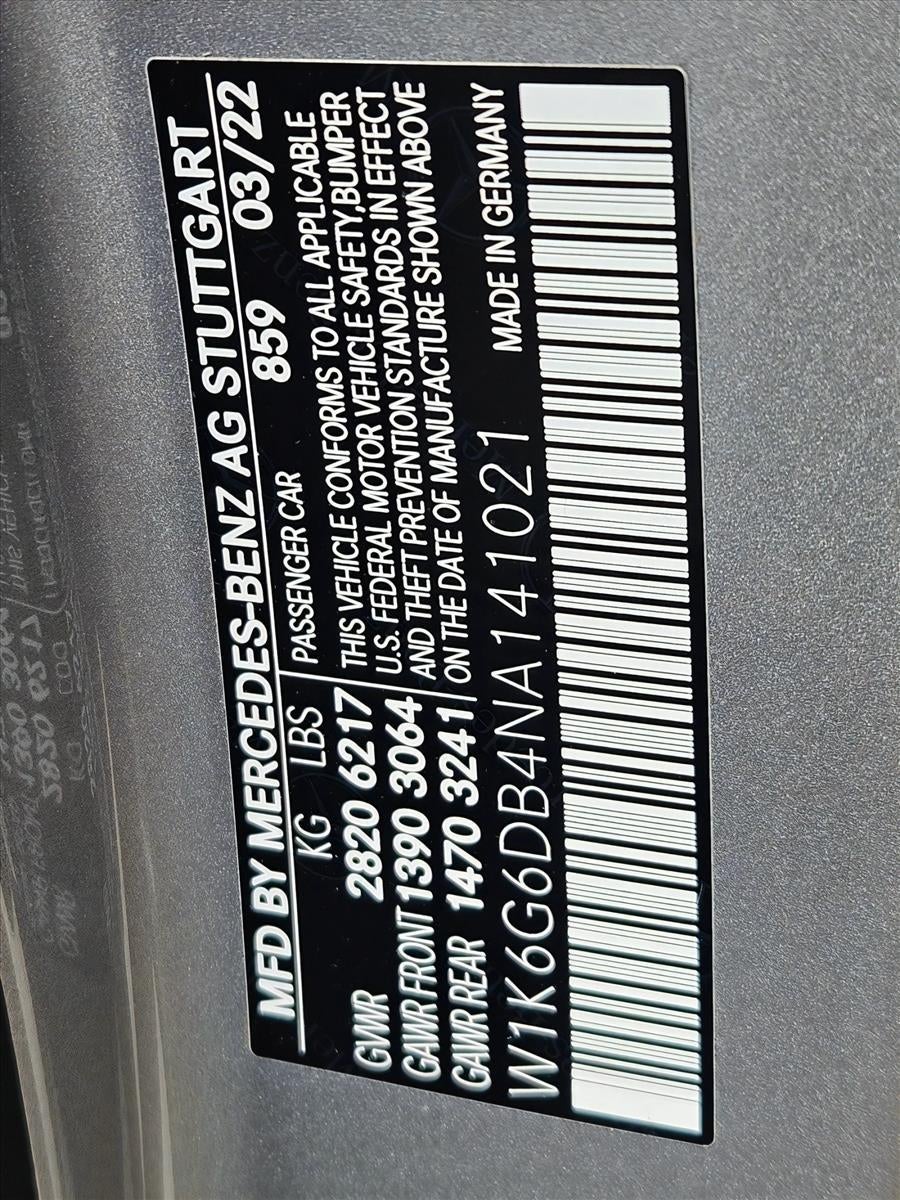 MFD BY MERCEDES-BENZ AG STUTTGART
859 03/22
KG LBS
GVWR 2820 6217
GAWR FRONT 1390 3064
GAWR REAR 1470 3241
PASSENGER CAR
THIS VEHICLE CONFORMS TO ALL APPLICABLE
U.S. FEDERAL MOTOR VEHICLE SAFETY,BUMPER
AND THEFT PREVENTION STANDARDS IN EFFECT
ON THE DATE OF MANUFACTURE SHOWN ABOVE
W1K6G6DB4NA141021
MADE IN GERMANY